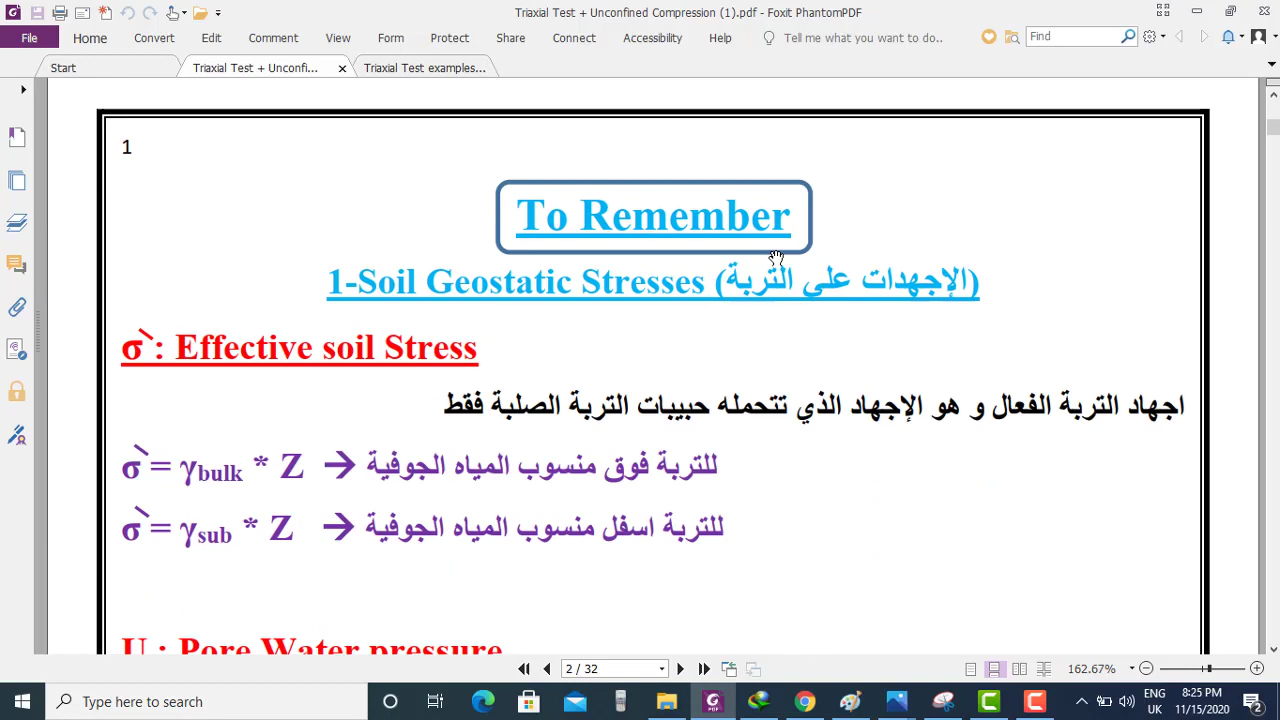 Triaxial Test + Unconfined Compression (1).pdf - Foxit PhantomPDF
File Home Convert Edit Comment View Form Protect Share Connect Accessibility Help Tell me what you want to do.. Find
Start Triaxial Test + Unconfi... Triaxial Test examples...
1
To Remember
1-Soil Geostatic Stresses (الإجهدات علي التربة)
σ` : Effective soil Stress
اجهاد التربة الفعال و هو الإجهاد الذي تتحمله حبيبات التربة الصلبة فقط
σ` = γbulk * Z → للتربة فوق منسوب المياه الجوفية
σ` = γsub * Z → للتربة اسفل منسوب المياه الجوفية
U : Pore Water pressure
2 / 32 162.67%
Type here to search
ENG 8:25 PM
UK 11/15/2020 2